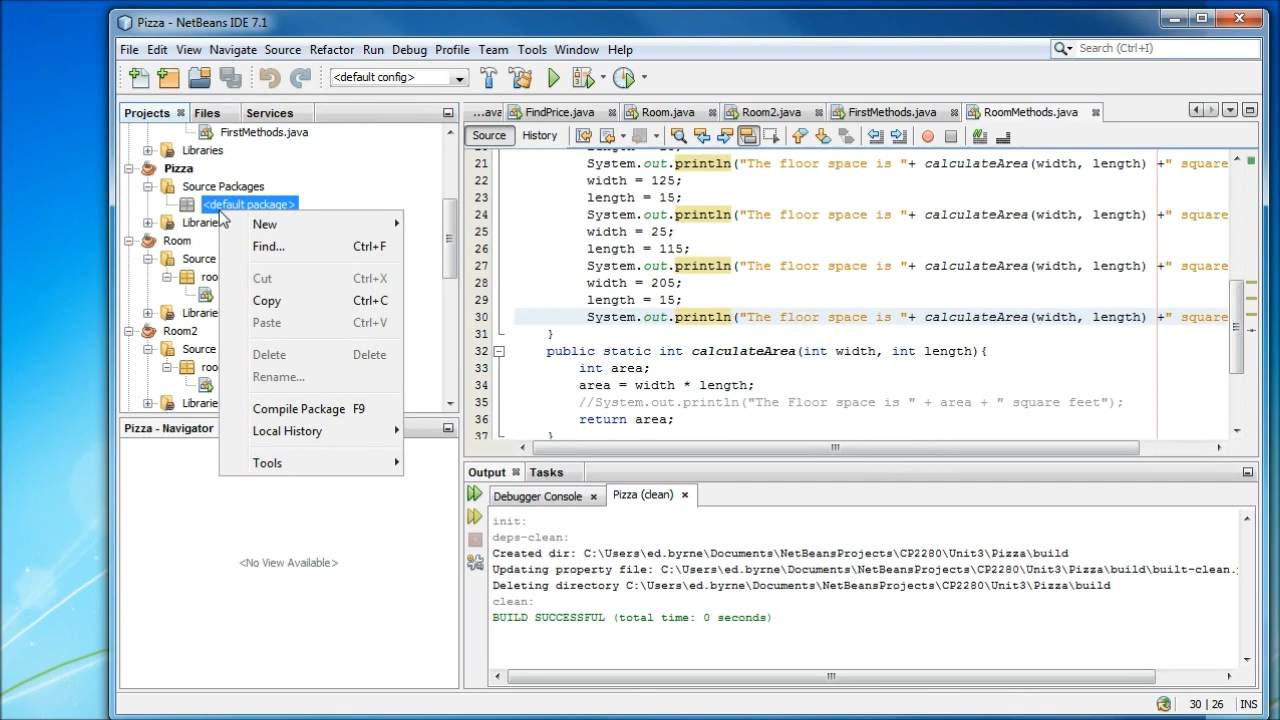 Pizza - NetBeans IDE 7.1
File Edit View Navigate Source Refactor Run Debug Profile Team Tools Window Help
Search (Ctrl+I)
<default config>
Projects Files Services
...ava FindPrice.java Room.java Room2.java FirstMethods.java RoomMethods.java
FirstMethods.java
Libraries
Pizza
Source Packages
<default package>
Libraries
Room
Source
roo
Librarie
Room2
Source
roo
Librarie
New
Find... Ctrl+F
Cut Ctrl+X
Copy Ctrl+C
Paste Ctrl+V
Delete Delete
Rename...
Compile Package F9
Local History
Tools
Pizza - Navigator
<No View Available>
Source History
21 System.out.println("The floor space is "+ calculateArea(width, length) +" square
22 width = 125;
23 length = 15;
24 System.out.println("The floor space is "+ calculateArea(width, length) +" square
25 width = 25;
26 length = 115;
27 System.out.println("The floor space is "+ calculateArea(width, length) +" square
28 width = 205;
29 length = 15;
30 System.out.println("The floor space is "+ calculateArea(width, length) +" square
31 }
32 public static int calculateArea(int width, int length){
33 int area;
34 area = width * length;
35 //System.out.println("The Floor space is " + area + " square feet");
36 return area;
37 }
Output Tasks
Debugger Console Pizza (clean)
init:
deps-clean:
Created dir: C:\Users\ed.byrne\Documents\NetBeansProjects\CP2280\Unit3\Pizza\build
Updating property file: C:\Users\ed.byrne\Documents\NetBeansProjects\CP2280\Unit3\Pizza\build\built-clean.
Deleting directory C:\Users\ed.byrne\Documents\NetBeansProjects\CP2280\Unit3\Pizza\build
clean:
BUILD SUCCESSFUL (total time: 0 seconds)
30 | 26 INS